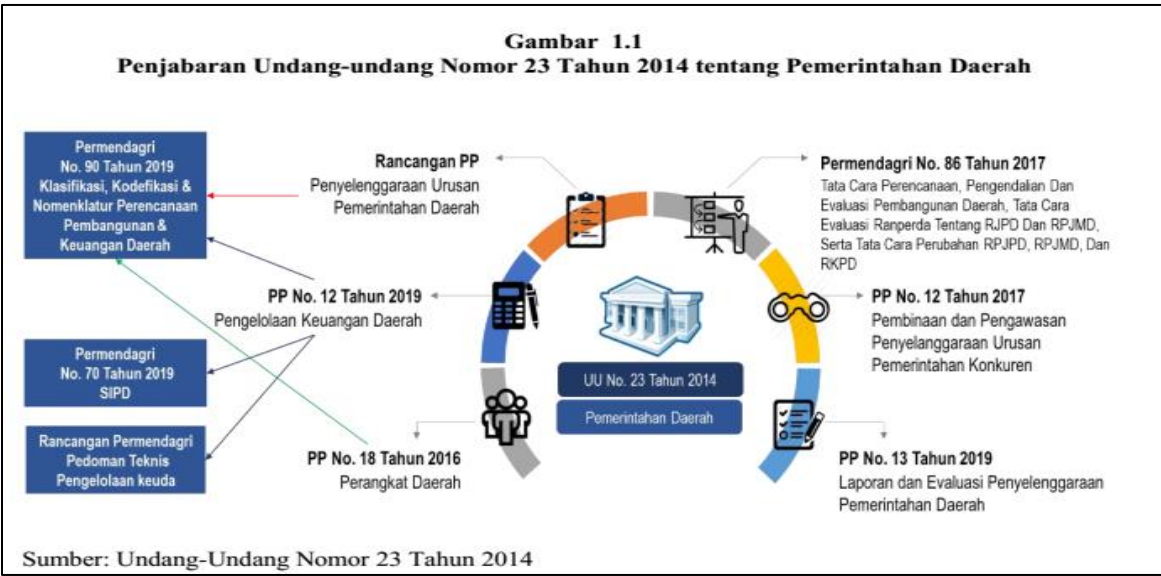 Gambar 1.1
Penjabaran Undang-undang Nomor 23 Tahun 2014 tentang Pemerintahan Daerah
Permendagri
No. 90 Tahun 2019
Klasifikasi, Kodefikasi &
Nomenklatur Perencanaan
Pembangunan &
Keuangan Daerah
Permendagri
No. 70 Tahun 2019
SIPD
Rancangan Permendagri
Pedoman Teknis
Pengelolaan keuda
Rancangan PP
Penyelenggaraan Urusan
Pemerintahan Daerah
PP No. 12 Tahun 2019
Pengelolaan Keuangan Daerah
PP No. 18 Tahun 2016
Perangkat Daerah
UU No. 23 Tahun 2014
Pemerintahan Daerah
Permendagri No. 86 Tahun 2017
Tata Cara Perencanaan, Pengendalian Dan
Evaluasi Pembangunan Daerah, Tata Cara
Evaluasi Ranperda Tentang RJPD Dan RPJMD,
Serta Tata Cara Perubahan RPJPD, RPJMD, Dan
RKPD
PP No. 12 Tahun 2017
Pembinaan dan Pengawasan
Penyelanggaraan Urusan
Pemerintahan Konkuren
PP No. 13 Tahun 2019
Laporan dan Evaluasi Penyelenggaraan
Pemerintahan Daerah
Sumber: Undang-Undang Nomor 23 Tahun 2014